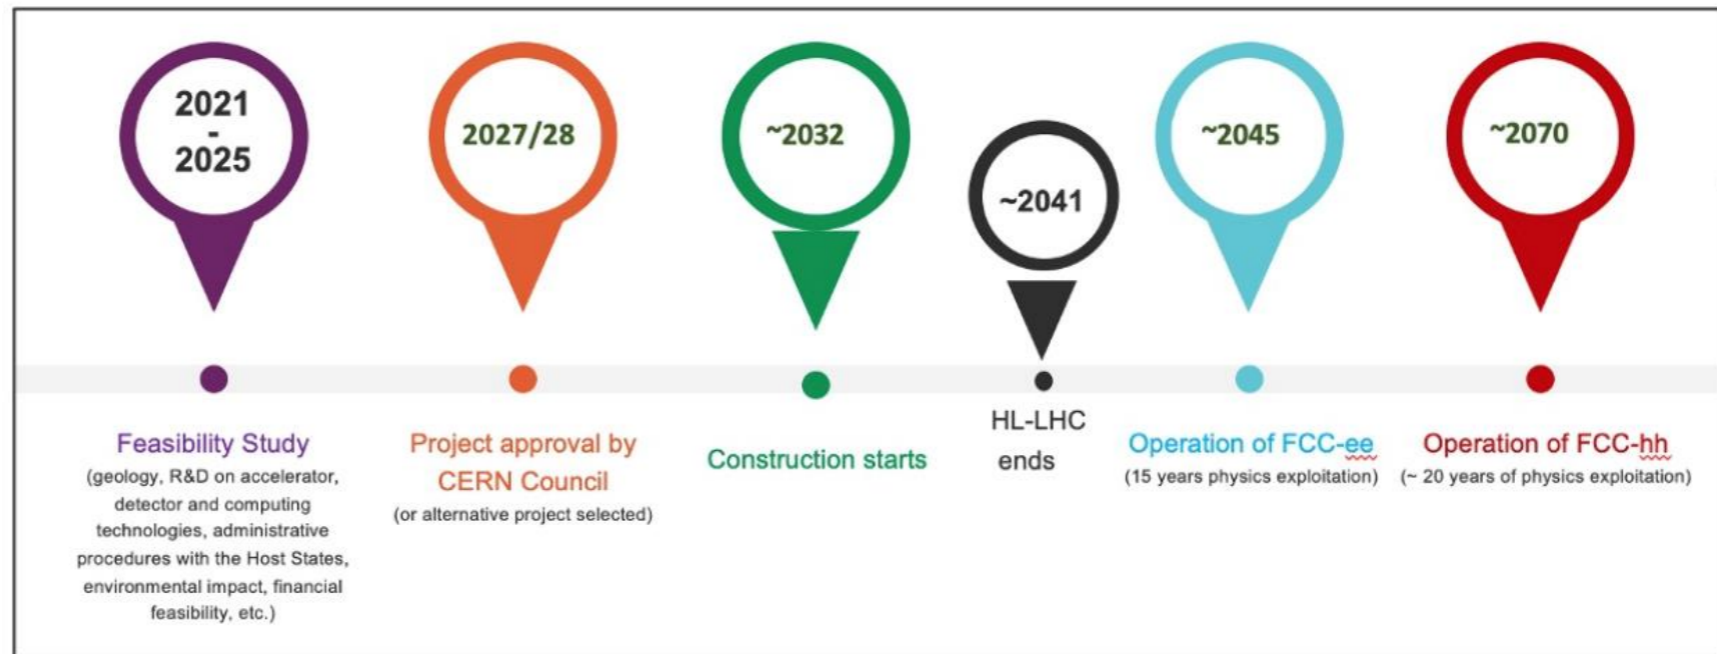 2021
-
2025
2027/28
~2032
~2041
~2045
~2070
Feasibility Study
(geology, R&D on accelerator,
detector and computing
technologies, administrative
procedures with the Host States,
environmental impact, financial
feasibility, etc.)
Project approval by
CERN Council
(or alternative project selected)
Construction starts
HL-LHC
ends
Operation of FCC-ee
(15 years physics exploitation)
Operation of FCC-hh
(~ 20 years of physics exploitation)